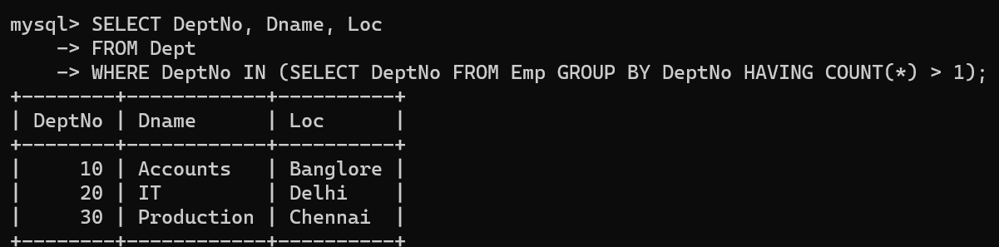 mysql> SELECT DeptNo, Dname, Loc
    -> FROM Dept
    -> WHERE DeptNo IN (SELECT DeptNo FROM Emp GROUP BY DeptNo HAVING COUNT(*) > 1);
+--------+------------+----------+
| DeptNo | Dname      | Loc      |
+--------+------------+----------+
|     10 | Accounts   | Banglore |
|     20 | IT         | Delhi    |
|     30 | Production | Chennai  |
+--------+------------+----------+